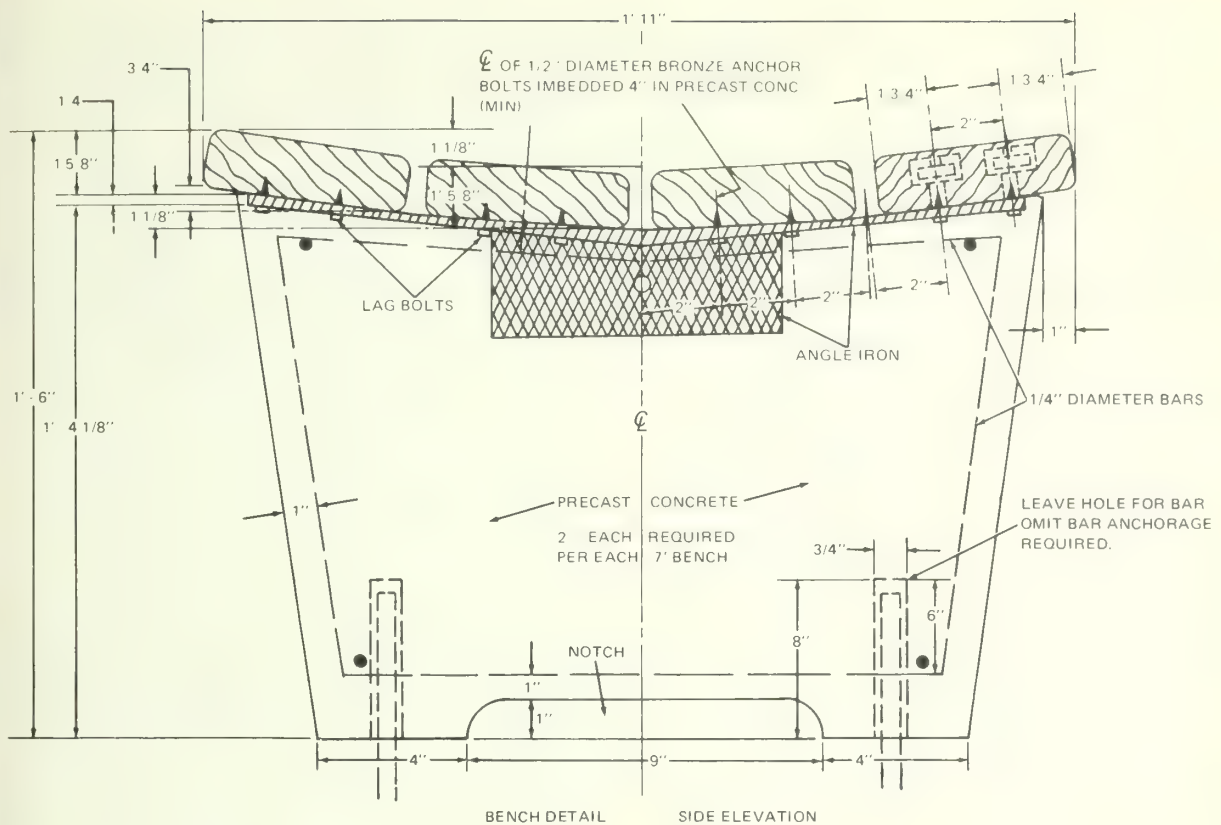 1' 11"
℄ OF 1/2" DIAMETER BRONZE ANCHOR
BOLTS IMBEDDED 4" IN PRECAST CONC
(MIN)
3 4"
1 4
1 5 8"
1 1/8"
1 1/8"
1' 5 8"
1 3 4"
1 3 4"
2"
LAG BOLTS
2"
2"
2"
2"
ANGLE IRON
1"
1/4" DIAMETER BARS
1' - 6"
1' 4 1/8"
℄
1"
PRECAST CONCRETE
2 EACH REQUIRED
PER EACH 7' BENCH
LEAVE HOLE FOR BAR
OMIT BAR ANCHORAGE
REQUIRED.
3/4"
8"
6"
NOTCH
1"
1"
4"
9"
4"
BENCH DETAIL SIDE ELEVATION